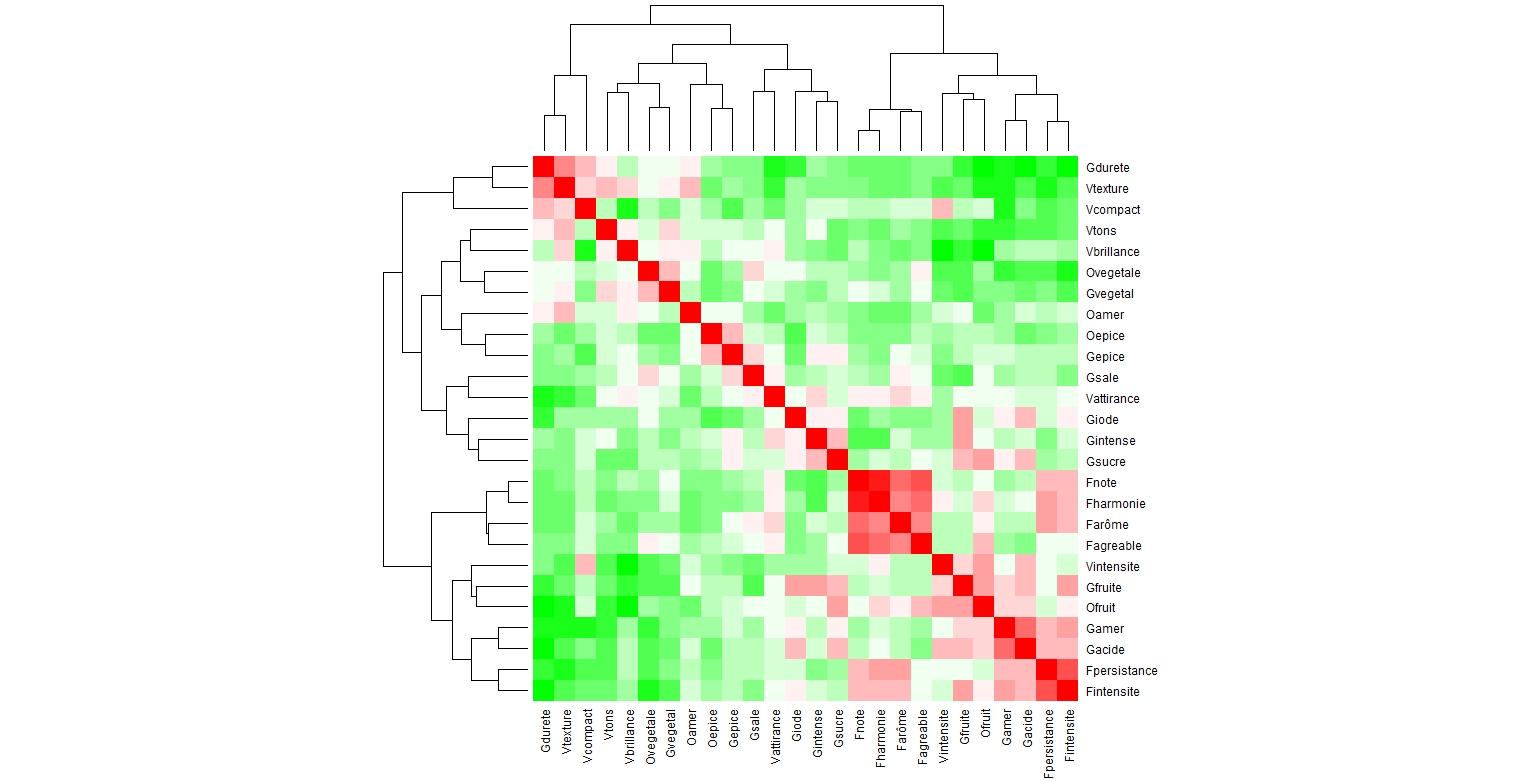 Gdurete
Vtexture
Vcompact
Vtons
Vbrillance
Ovegetale
Gvegetal
Oamer
Oepice
Gepice
Gsale
Vattirance
Giode
Gintense
Gsucre
Fnote
Fharmonie
Farôme
Fagreable
Vintensite
Gfruite
Ofruit
Gamer
Gacide
Fpersistance
Fintensite
Gdurete
Vtexture
Vcompact
Vtons
Vbrillance
Ovegetale
Gvegetal
Oamer
Oepice
Gepice
Gsale
Vattirance
Giode
Gintense
Gsucre
Fnote
Fharmonie
Farôme
Fagreable
Vintensite
Gfruite
Ofruit
Gamer
Gacide
Fpersistance
Fintensite